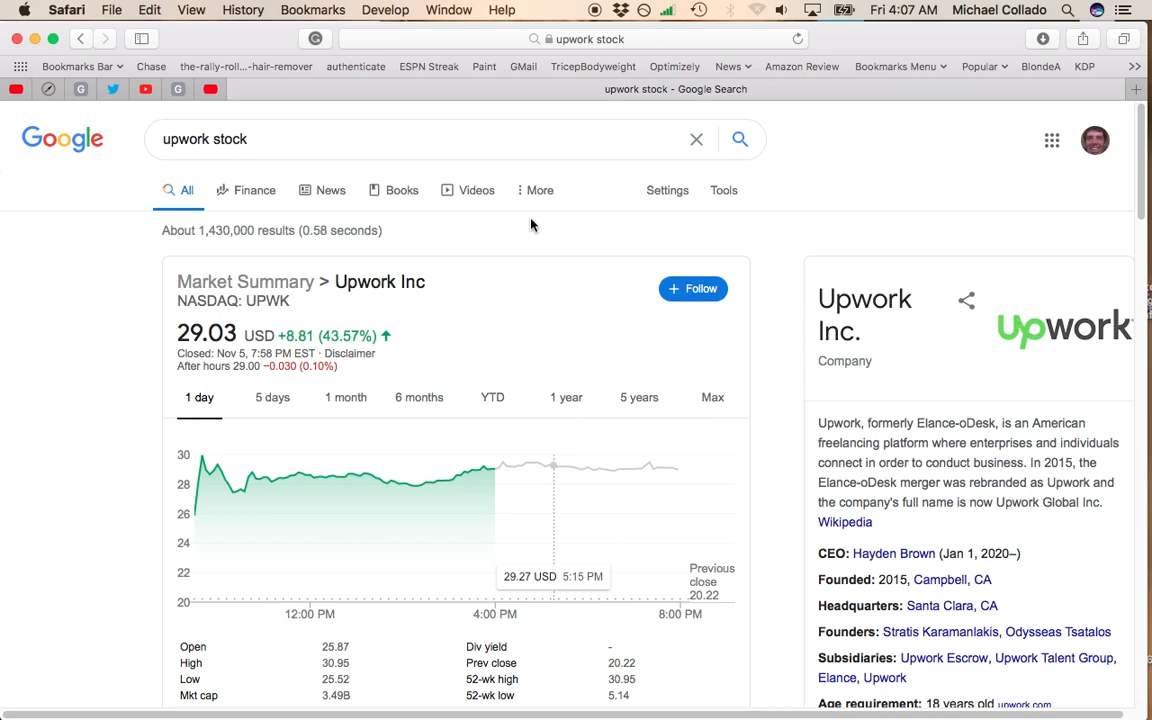 Safari File Edit View History Bookmarks Develop Window Help Fri 4:07 AM Michael Collado
upwork stock
Bookmarks Bar Chase the-rally-roll...-hair-remover authenticate ESPN Streak Paint GMail TricepBodyweight Optimizely News Amazon Review Bookmarks Menu Popular BlondeA KDP >>
upwork stock - Google Search
Google upwork stock
All Finance News Books Videos More Settings Tools
About 1,430,000 results (0.58 seconds)
Market Summary > Upwork Inc
NASDAQ: UPWK
+ Follow
29.03 USD +8.81 (43.57%)
Closed: Nov 5, 7:58 PM EST · Disclaimer
After hours 29.00 −0.030 (0.10%)
1 day 5 days 1 month 6 months YTD 1 year 5 years Max
30
28
26
24
22
20
29.27 USD 5:15 PM
Previous
close
20.22
12:00 PM 4:00 PM 8:00 PM
Open 25.87 Div yield -
High 30.95 Prev close 20.22
Low 25.52 52-wk high 30.95
Mkt cap 3.49B 52-wk low 5.14
Upwork
Inc.
Company
upwork
Upwork, formerly Elance-oDesk, is an American
freelancing platform where enterprises and individuals
connect in order to conduct business. In 2015, the
Elance-oDesk merger was rebranded as Upwork and
the company's full name is now Upwork Global Inc.
Wikipedia
CEO: Hayden Brown (Jan 1, 2020–)
Founded: 2015, Campbell, CA
Headquarters: Santa Clara, CA
Founders: Stratis Karamanlakis, Odysseas Tsatalos
Subsidiaries: Upwork Escrow, Upwork Talent Group,
Elance, Upwork
Age requirement: 18 years old upwork.com